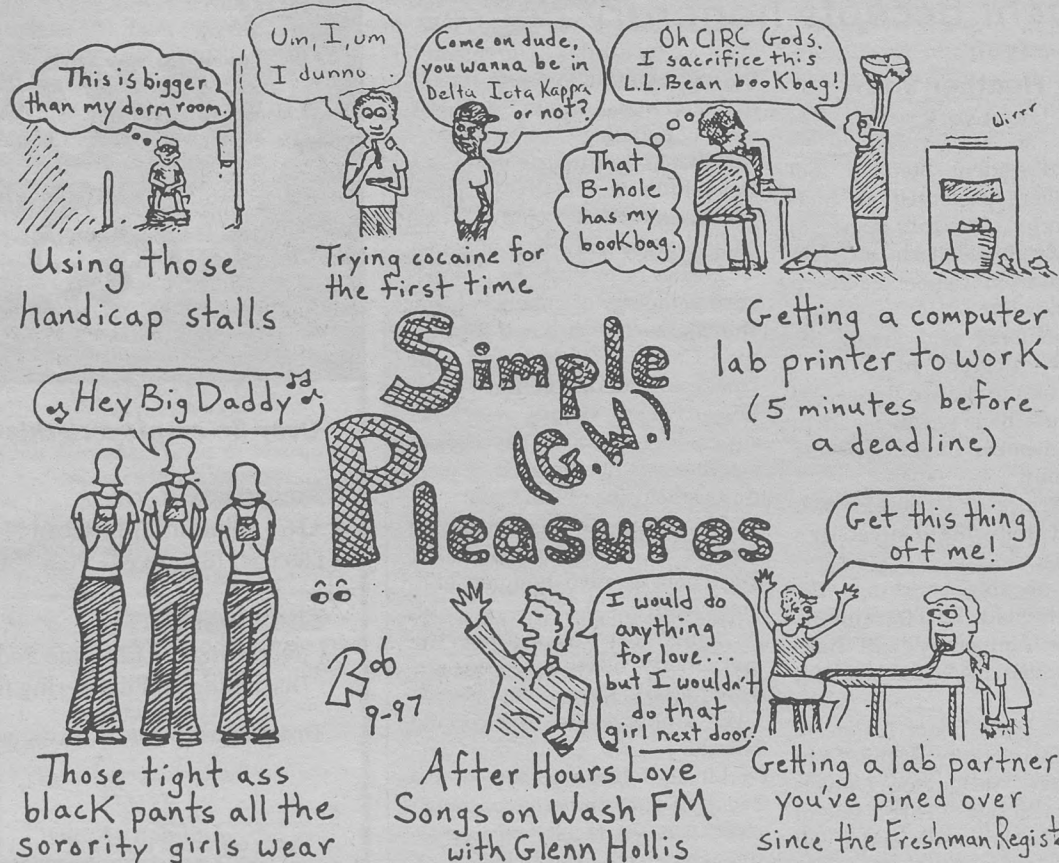 This is bigger
than my dorm room.
Using those
handicap stalls
Um, I, um
I dunno...
Come on dude,
you wanna be in
Delta Iota Kappa
or not?
Trying cocaine for
the first time
Oh CIRC Gods.
I sacrifice this
L.L. Bean bookbag!
That
B-hole
has my
bookbag.
Wirrr
Getting a computer
lab printer to work
(5 minutes before
a deadline)
Simple
(G.W.)
Pleasures
Hey Big Daddy
Those tight ass
black pants all the
sorority girls wear
Rob
9-97
I would do
anything
for love...
but I wouldn't
do that
girl next door.
After Hours Love
Songs on Wash FM
with Glenn Hollis
Get this thing
off me!
Getting a lab partner
you've pined over
since the Freshman Regist